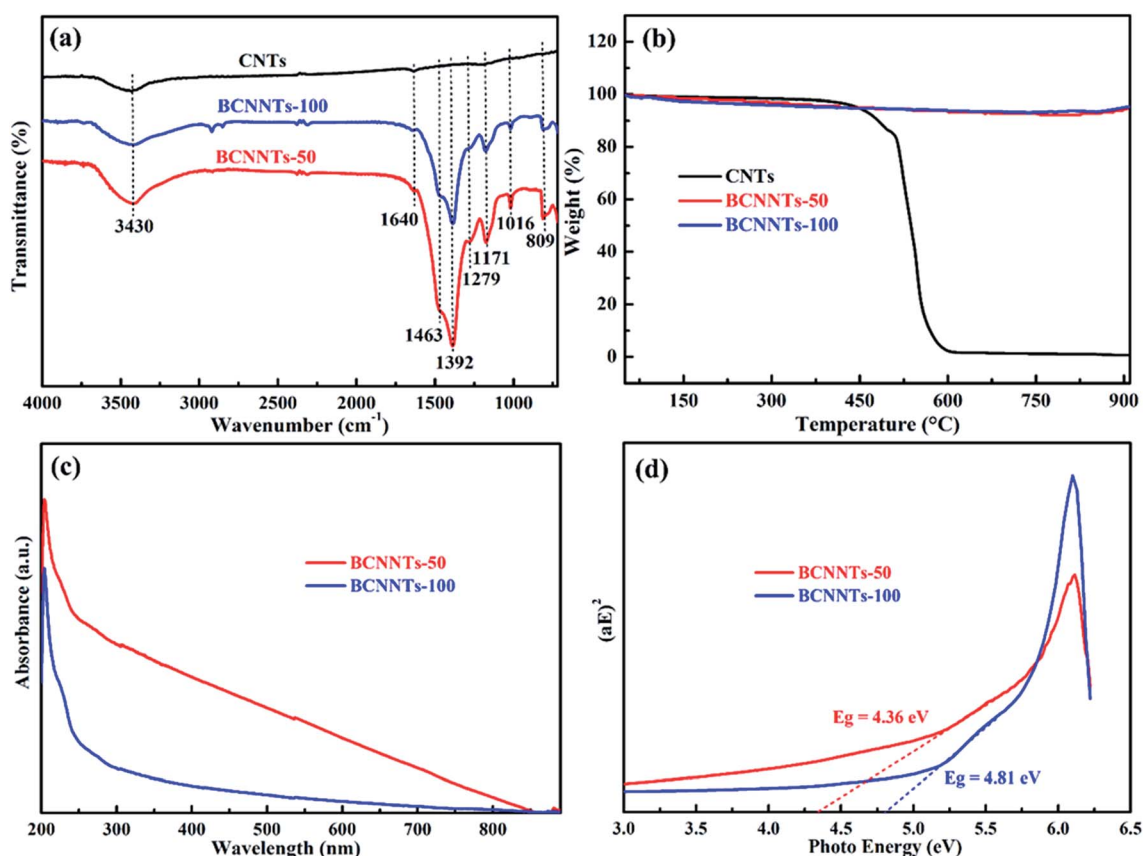 (a)
CNTs
BCNNTs-100
BCNNTs-50
3430
1640
1463
1392
1279
1171
1016
809
Transmittance (%)
4000 3500 3000 2500 2000 1500 1000
Wavenumber (cm-1)
(b)
120
100
80
60
40
20
0
Weight (%)
CNTs
BCNNTs-50
BCNNTs-100
150 300 450 600 750 900
Temperature (°C)
(c)
Absorbance (a.u.)
BCNNTs-50
BCNNTs-100
200 300 400 500 600 700 800
Wavelength (nm)
(d)
(aE)2
BCNNTs-50
BCNNTs-100
Eg = 4.36 eV
Eg = 4.81 eV
3.0 3.5 4.0 4.5 5.0 5.5 6.0 6.5
Photo Energy (eV)